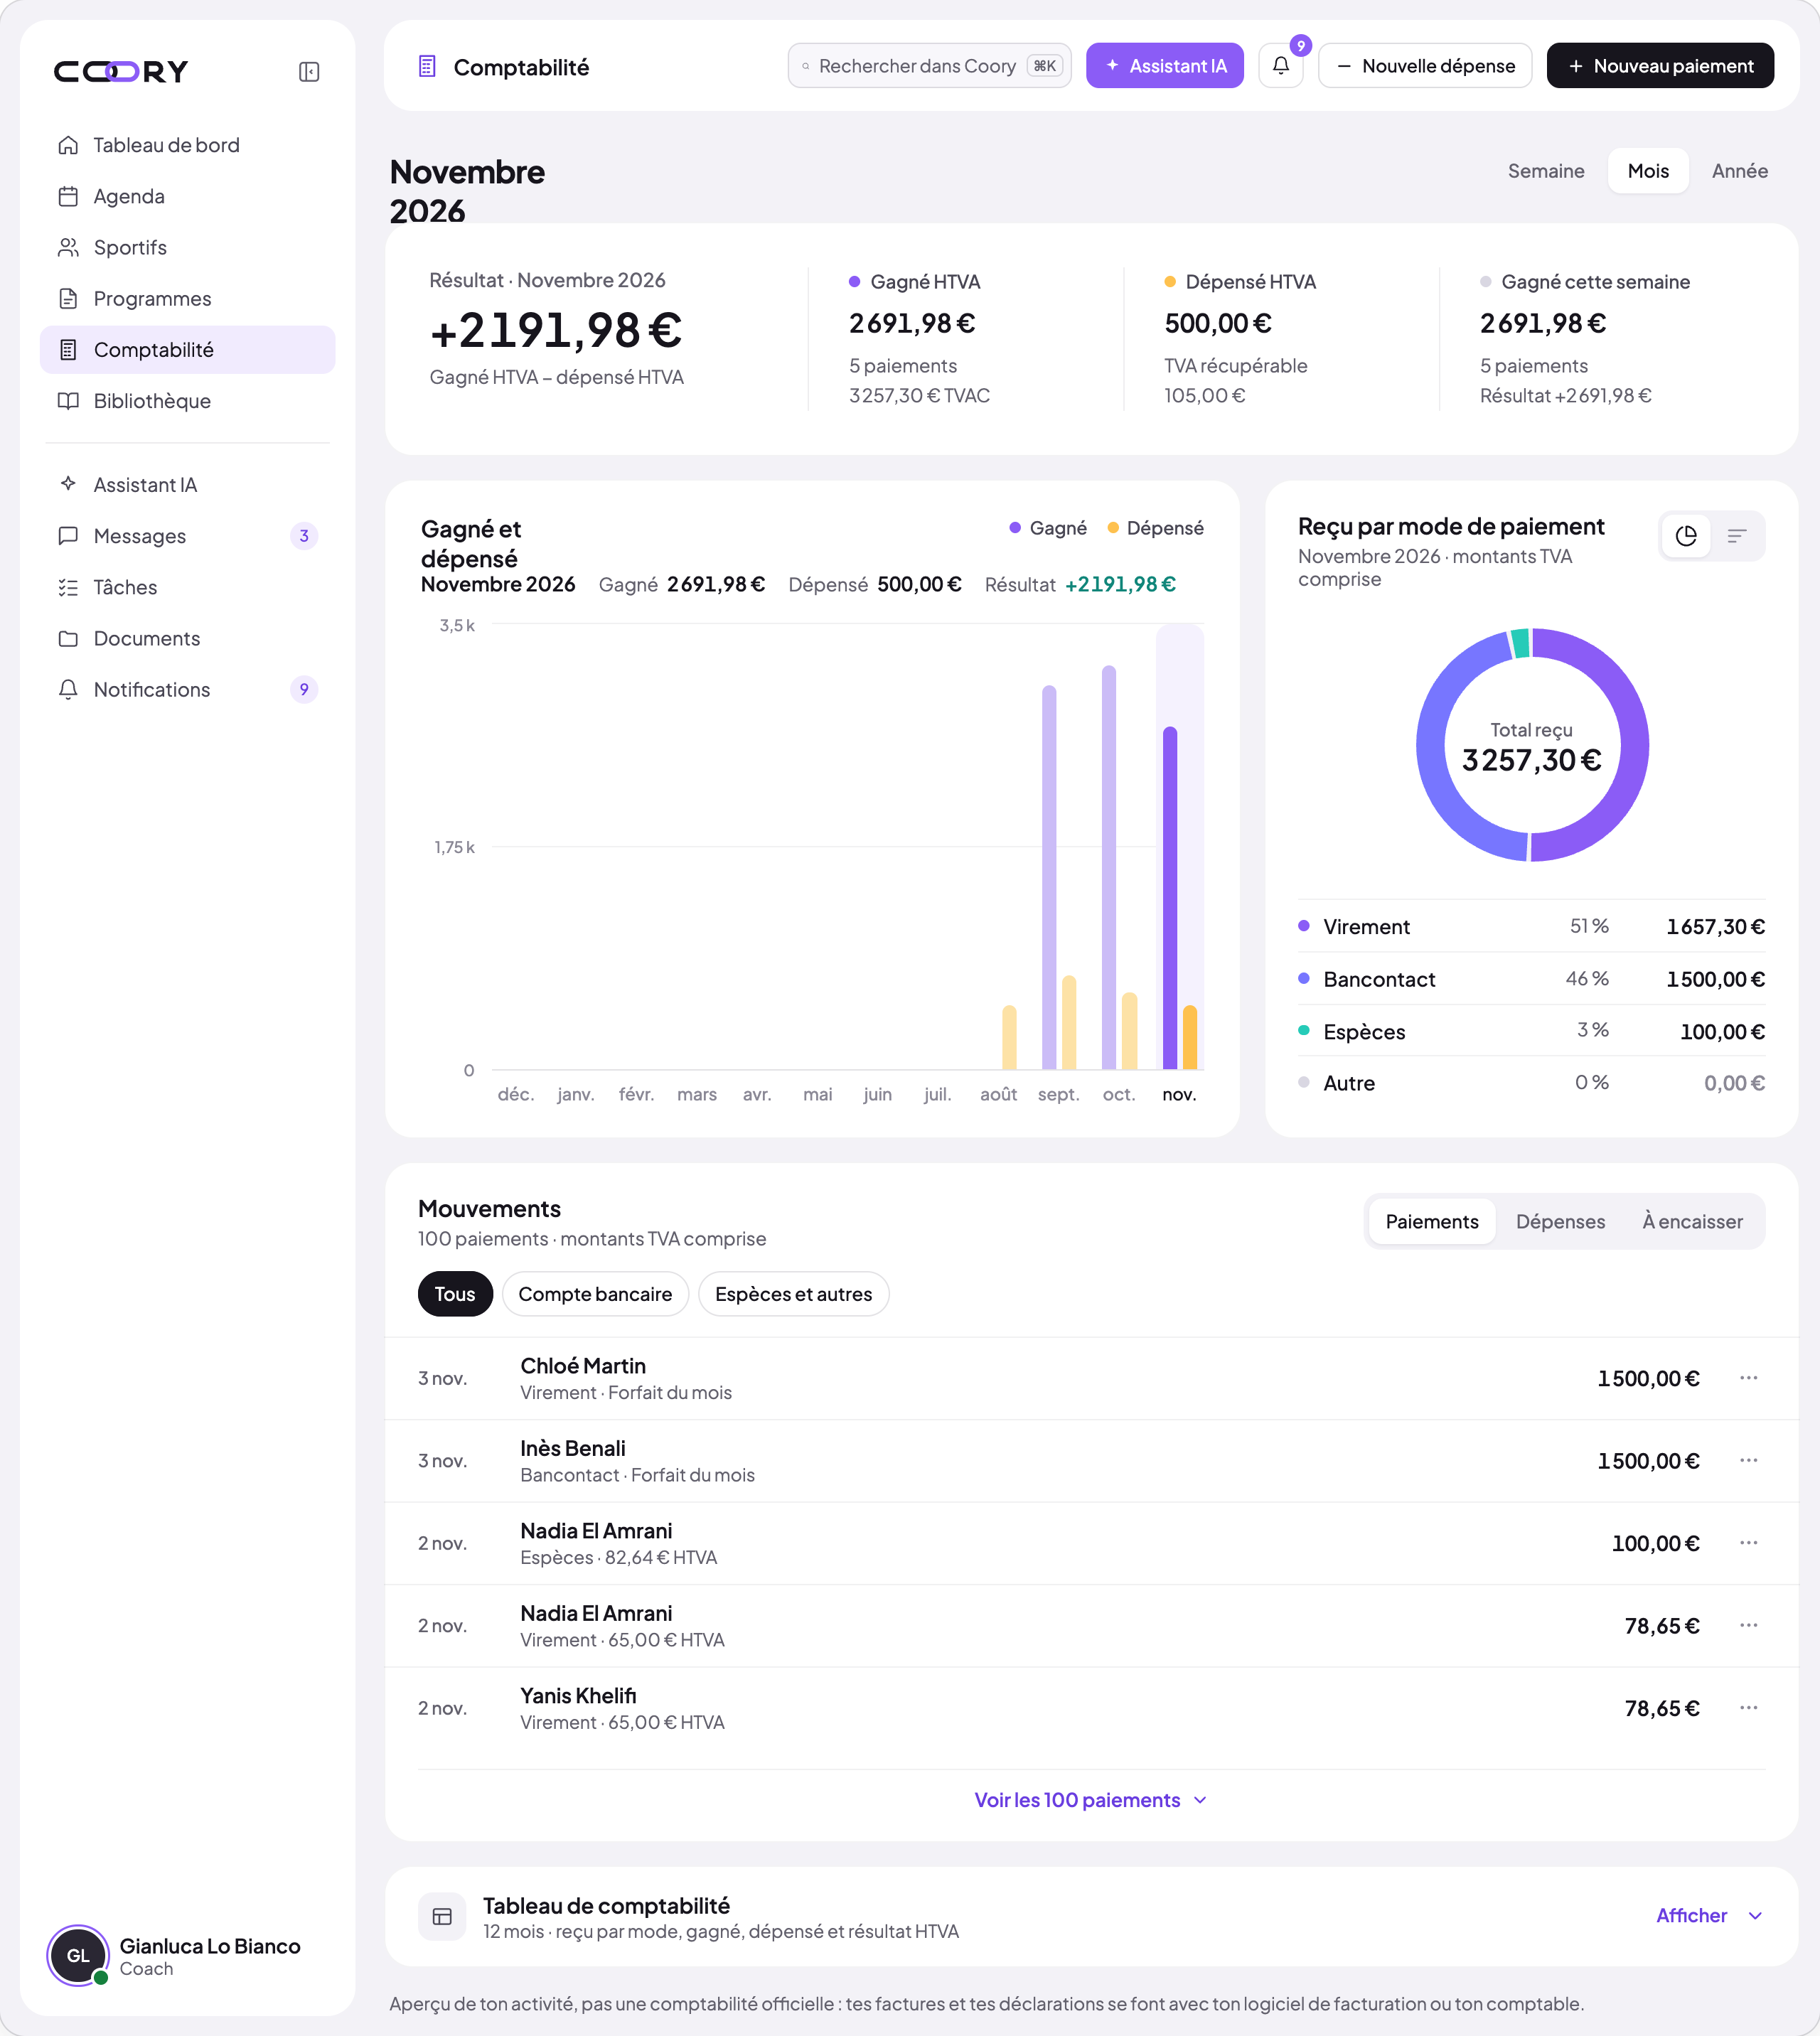 COORY
Tableau de bord
Agenda
Sportifs
Programmes
Comptabilité
Bibliothèque
Assistant IA
Messages 3
Tâches
Documents
Notifications 9
GL
Gianluca Lo Bianco
Coach
Comptabilité
Rechercher dans Coory ⌘K
Assistant IA
9
Nouvelle dépense
Nouveau paiement
Novembre
2026
Semaine Mois Année
Résultat · Novembre 2026
+2 191,98 €
Gagné HTVA – dépensé HTVA
Gagné HTVA
2 691,98 €
5 paiements
3 257,30 € TVAC
Dépensé HTVA
500,00 €
TVA récupérable
105,00 €
Gagné cette semaine
2 691,98 €
5 paiements
Résultat +2 691,98 €
Gagné et
dépensé
Gagné Dépensé
Novembre 2026 Gagné 2 691,98 € Dépensé 500,00 € Résultat +2 191,98 €
3,5 k
1,75 k
0
déc. janv. févr. mars avr. mai juin juil. août sept. oct. nov.
Reçu par mode de paiement
Novembre 2026 · montants TVA
comprise
Total reçu
3 257,30 €
Virement 51 % 1 657,30 €
Bancontact 46 % 1 500,00 €
Espèces 3 % 100,00 €
Autre 0 % 0,00 €
Mouvements
100 paiements · montants TVA comprise
Paiements Dépenses À encaisser
Tous Compte bancaire Espèces et autres
3 nov.
Chloé Martin
Virement · Forfait du mois
1 500,00 €
3 nov.
Inès Benali
Bancontact · Forfait du mois
1 500,00 €
2 nov.
Nadia El Amrani
Espèces · 82,64 € HTVA
100,00 €
2 nov.
Nadia El Amrani
Virement · 65,00 € HTVA
78,65 €
2 nov.
Yanis Khelifi
Virement · 65,00 € HTVA
78,65 €
Voir les 100 paiements
Tableau de comptabilité
12 mois · reçu par mode, gagné, dépensé et résultat HTVA
Afficher
Aperçu de ton activité, pas une comptabilité officielle : tes factures et tes déclarations se font avec ton logiciel de facturation ou ton comptable.